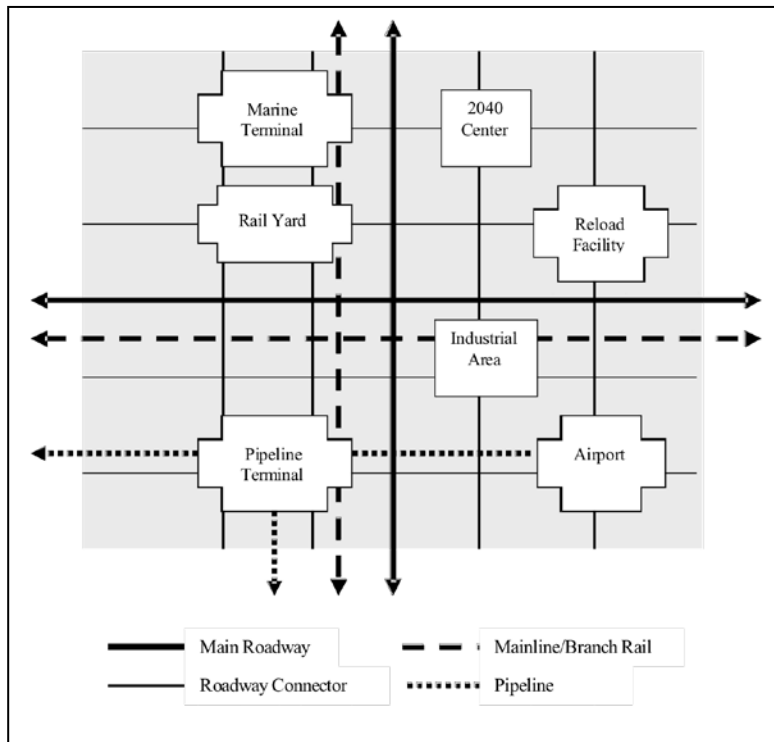 Marine
Terminal
2040
Center
Rail Yard
Reload
Facility
Industrial
Area
Pipeline
Terminal
Airport
Main Roadway
Mainline/Branch Rail
Roadway Connector
Pipeline